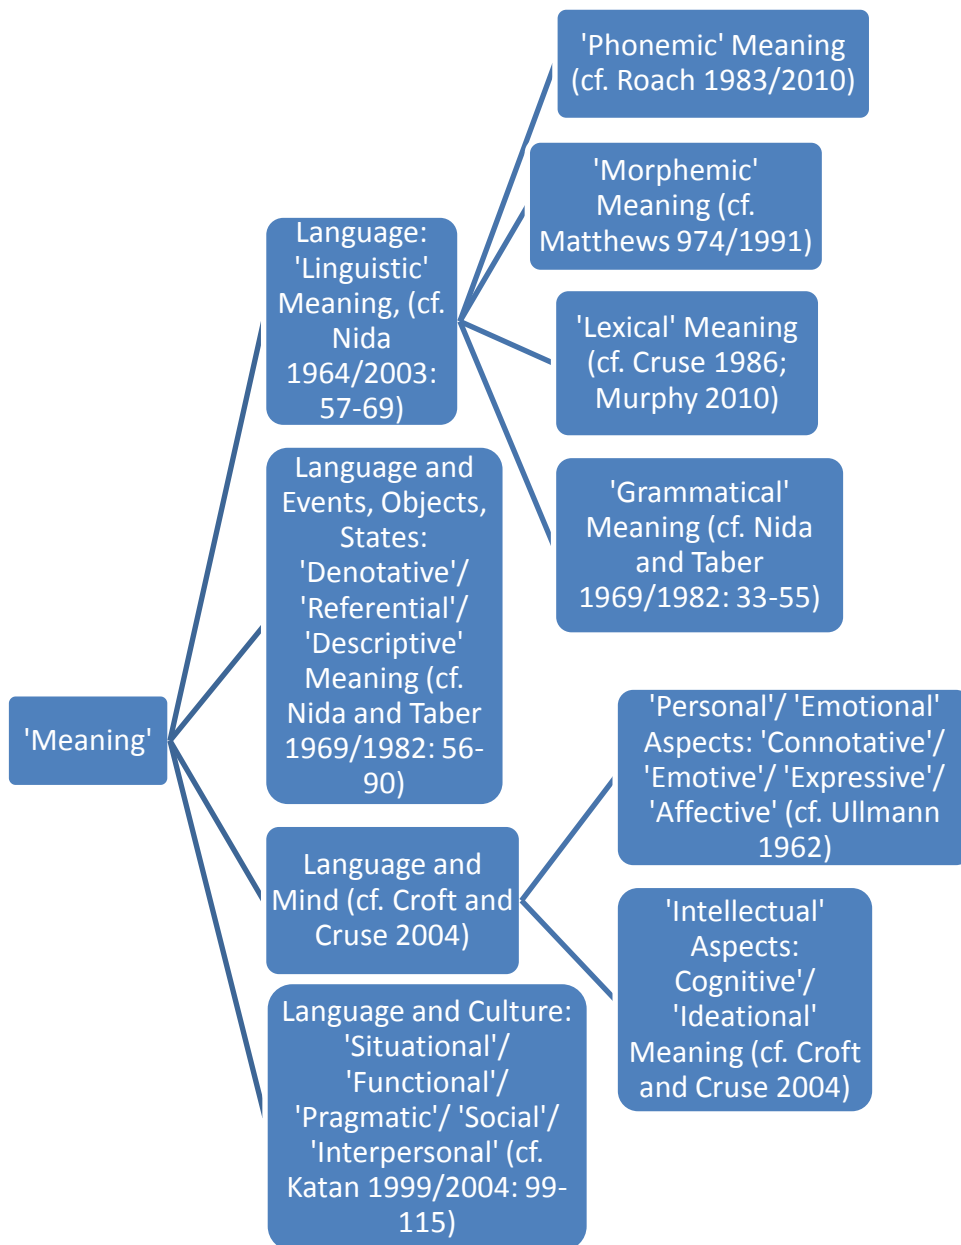 'Meaning'
Language:
'Linguistic'
Meaning, (cf.
Nida
1964/2003:
57-69)
'Phonemic' Meaning
(cf. Roach 1983/2010)
'Morphemic'
Meaning (cf.
Matthews 974/1991)
'Lexical' Meaning
(cf. Cruse 1986;
Murphy 2010)
'Grammatical'
Meaning (cf. Nida
and Taber
1969/1982: 33-55)
Language and
Events, Objects,
States:
'Denotative'/
'Referential'/
'Descriptive'
Meaning (cf.
Nida and Taber
1969/1982: 56-
90)
Language and
Mind (cf. Croft and
Cruse 2004)
'Personal'/ 'Emotional'
Aspects: 'Connotative'/
'Emotive'/ 'Expressive'/
'Affective' (cf. Ullmann
1962)
'Intellectual'
Aspects:
Cognitive'/
'Ideational'
Meaning (cf. Croft
and Cruse 2004)
Language and Culture:
'Situational'/
'Functional'/
'Pragmatic'/ 'Social'/
'Interpersonal' (cf.
Katan 1999/2004: 99-
115)